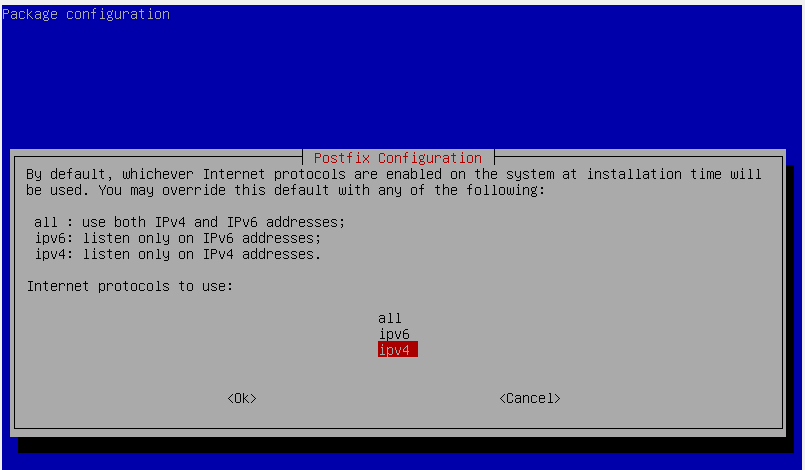 Package configuration
Postfix Configuration
By default, whichever Internet protocols are enabled on the system at installation time will
be used. You may override this default with any of the following:
all : use both IPv4 and IPv6 addresses;
ipv6: listen only on IPv6 addresses;
ipv4: listen only on IPv4 addresses.
Internet protocols to use:
all
ipv6
ipv4
<Ok> <Cancel>